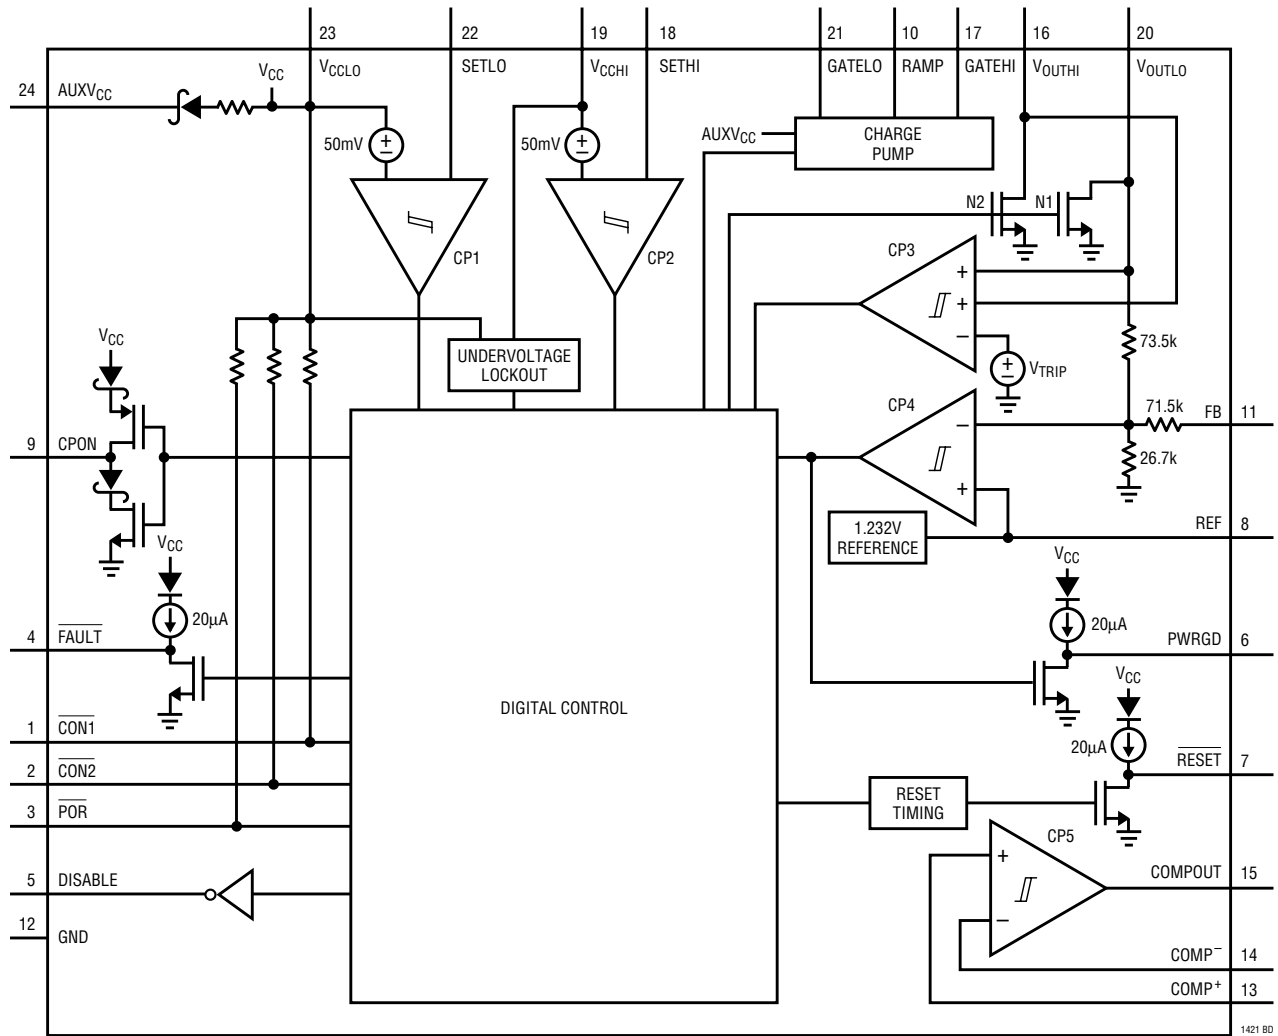 23 22 19 18 21 10 17 16 20
VCCLO SETLO VCCHI SETHI GATELO RAMP GATEHI VOUTHI VOUTLO
24 AUXVCC
VCC
50mV
50mV
AUXVCC
CHARGE
PUMP
N2
N1
CP1
CP2
CP3
+
+
−
VTRIP
73.5k
UNDERVOLTAGE
LOCKOUT
VCC
9 CPON
CP4
−
+
71.5k
FB 11
26.7k
1.232V
REFERENCE
REF 8
VCC
20µA
4 FAULT
VCC
20µA
PWRGD 6
DIGITAL CONTROL
1 CON1
2 CON2
3 POR
VCC
20µA
RESET 7
RESET
TIMING
5 DISABLE
12 GND
CP5
+
−
COMPOUT 15
COMP− 14
COMP+ 13
1421 BD